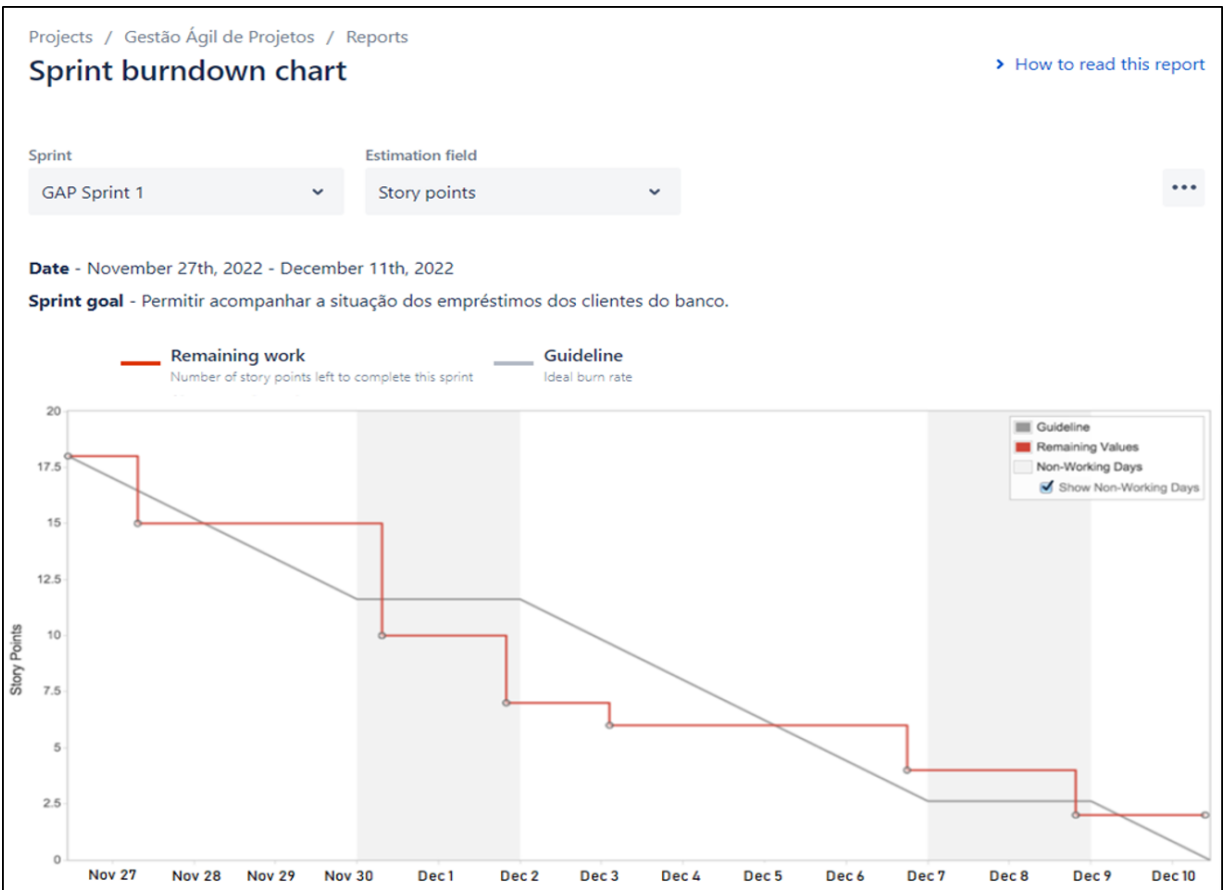 Projects / Gestão Ágil de Projetos / Reports
Sprint burndown chart
How to read this report
Sprint Estimation field
GAP Sprint 1 Story points
Date - November 27th, 2022 - December 11th, 2022
Sprint goal - Permitir acompanhar a situação dos empréstimos dos clientes do banco.
Remaining work Guideline
Number of story points left to complete this sprint Ideal burn rate
Guideline
Remaining Values
Non-Working Days
Show Non-Working Days
Story Points
20
17.5
15
12.5
10
7.5
5
2.5
0
Nov 27 Nov 28 Nov 29 Nov 30 Dec 1 Dec 2 Dec 3 Dec 4 Dec 5 Dec 6 Dec 7 Dec 8 Dec 9 Dec 10